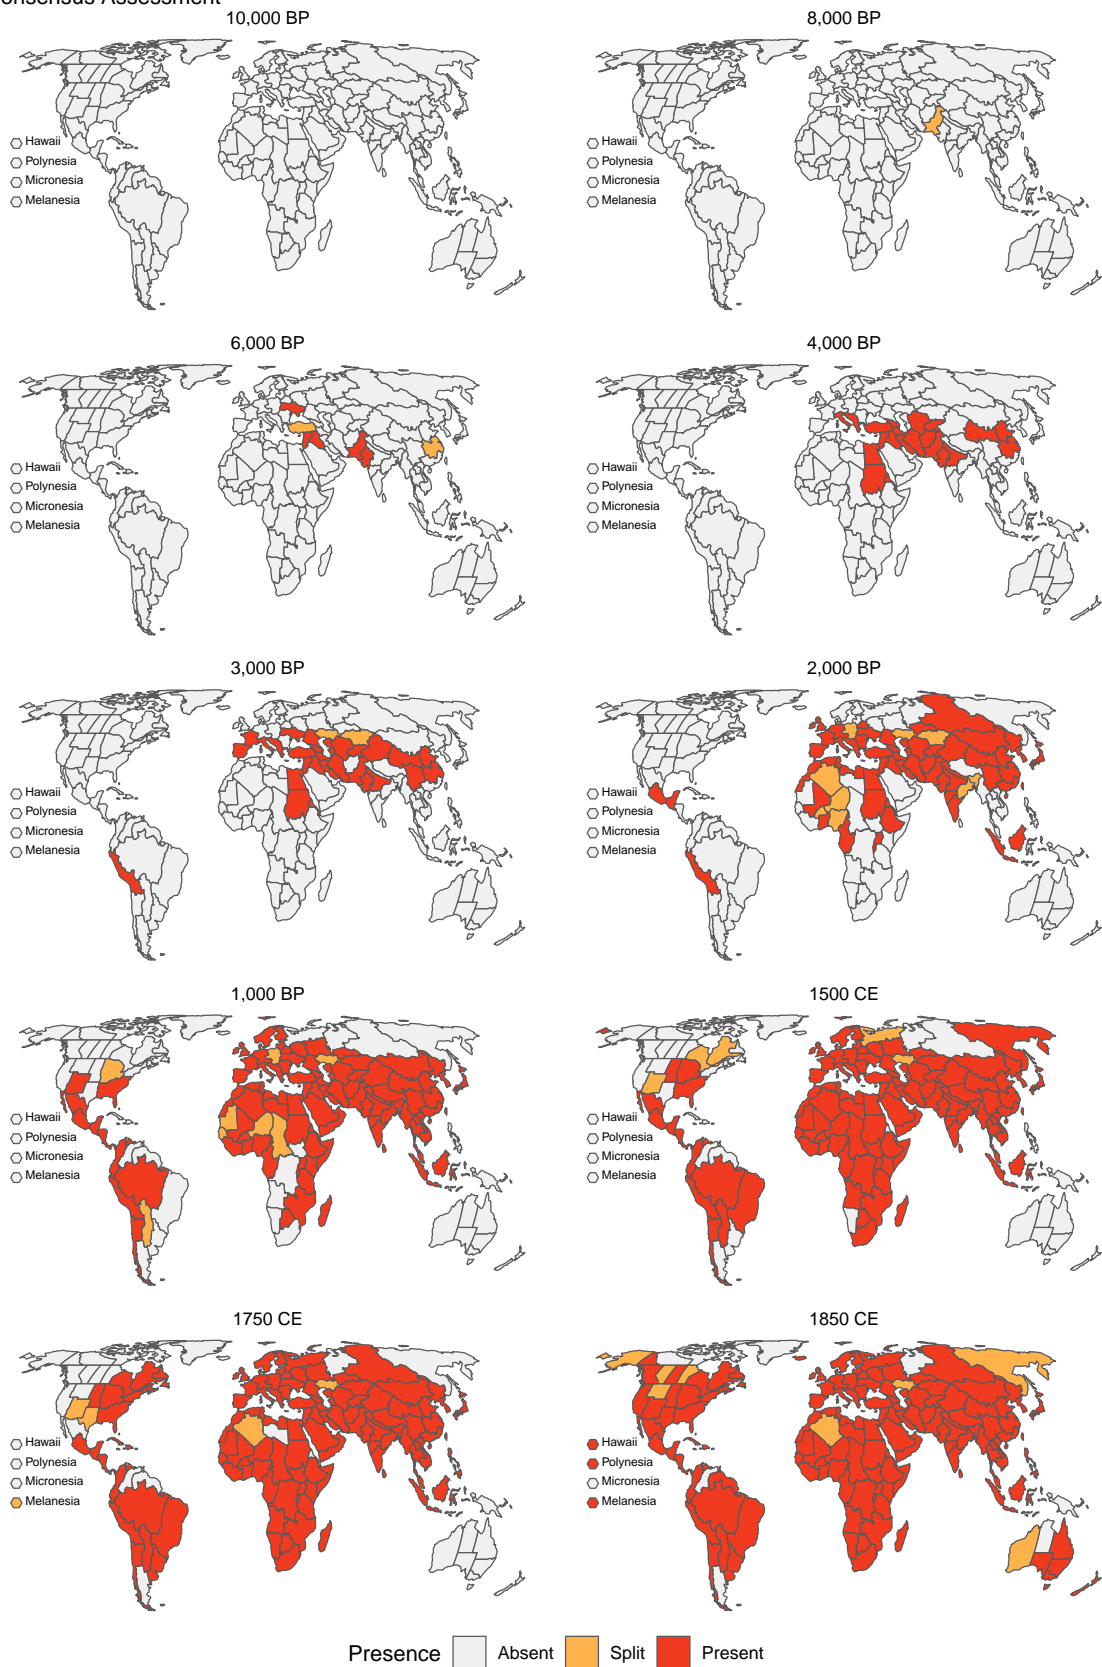 onsensus Assessment
10,000 BP
8,000 BP
Hawaii
Polynesia
Micronesia
Melanesia
Hawaii
Polynesia
Micronesia
Melanesia
6,000 BP
4,000 BP
Hawaii
Polynesia
Micronesia
Melanesia
Hawaii
Polynesia
Micronesia
Melanesia
3,000 BP
2,000 BP
Hawaii
Polynesia
Micronesia
Melanesia
Hawaii
Polynesia
Micronesia
Melanesia
1,000 BP
1500 CE
Hawaii
Polynesia
Micronesia
Melanesia
Hawaii
Polynesia
Micronesia
Melanesia
1750 CE
1850 CE
Hawaii
Polynesia
Micronesia
Melanesia
Hawaii
Polynesia
Micronesia
Melanesia
Presence Absent Split Present